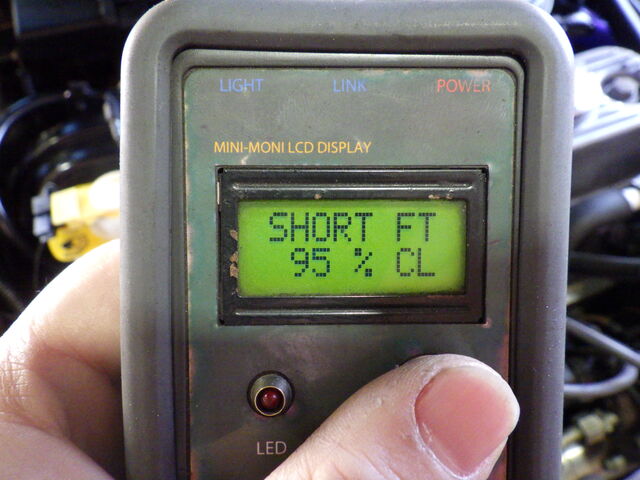 LIGHT LINK POWER
MINI-MONI LCD DISPLAY
SHORT FT
95 % CL
LED